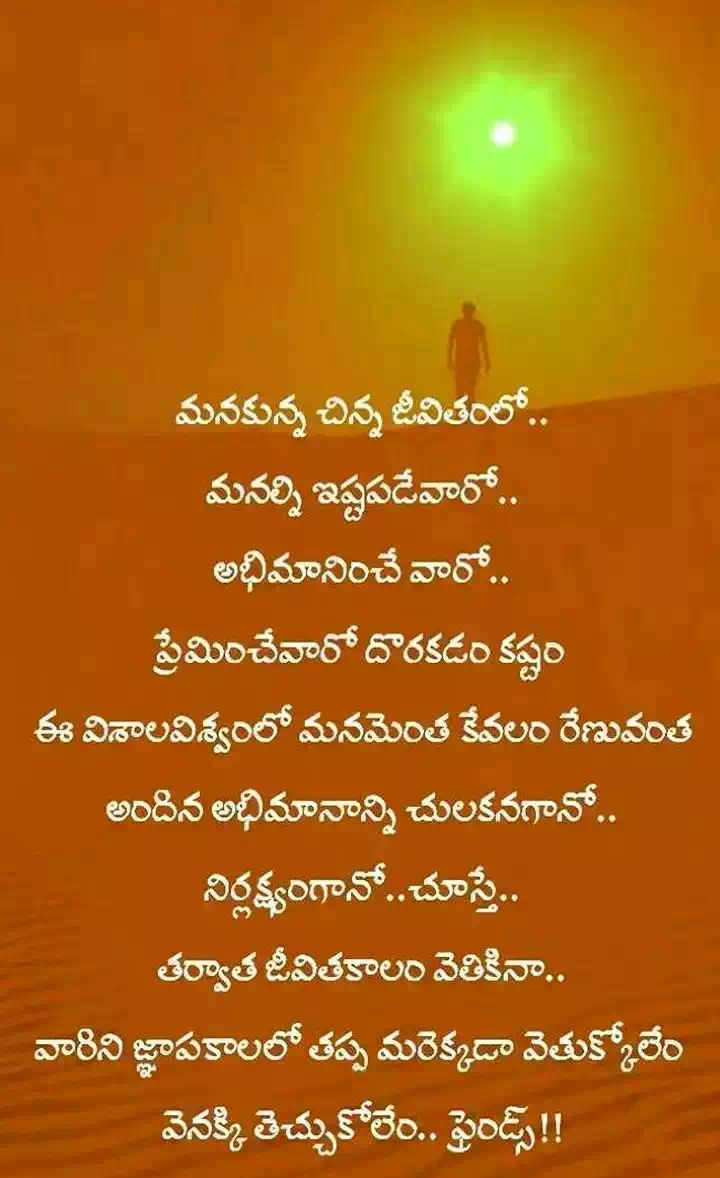 మనకున్న చిన్న జీవితంలో..
మనల్ని ఇష్టపడేవారో..
అభిమానించే వారో..
ప్రేమించేవారో దొరకడం కష్టం
ఈ విశాలవిశ్వంలో మనమెంత కేవలం రేణువంత
అందిన అభిమానాన్ని చులకనగానో..
నిర్లక్ష్యంగానో..చూస్తే..
తర్వాత జీవితకాలం వెతికినా..
వారిని జ్ఞాపకాలలో తప్ప మరెక్కడా వెతుక్కోలేం
వెనక్కి తెచ్చుకోలేం.. ఫ్రెండ్స్!!